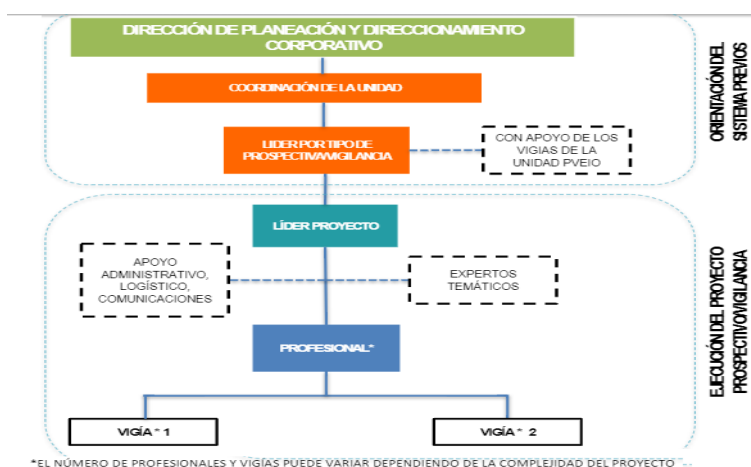 DIRECCIÓN DE PLANEACIÓN Y DIRECCIONAMIENTO
CORPORATIVO
COORDINACIÓN DE LA UNIDAD
LIDER POR TIPO DE
PROSPECTIVA/VIGILANCIA
CON APOYO DE LOS
VIGIAS DE LA
UNIDAD PVEIO
ORIENTACIÓN DEL
SISTEMA PREVIOS
LÍDER PROYECTO
APOYO
ADMINISTRATIVO,
LOGÍSTICO,
COMUNICACIONES
EXPERTOS
TEMÁTICOS
PROFESIONAL*
VIGÍA* 1
VIGÍA* 2
EJECUCIÓN DEL PROYECTO
PROSPECTIVO/VIGILANCIA
*EL NÚMERO DE PROFESIONALES Y VIGÍAS PUEDE VARIAR DEPENDIENDO DE LA COMPLEJIDAD DEL PROYECTO